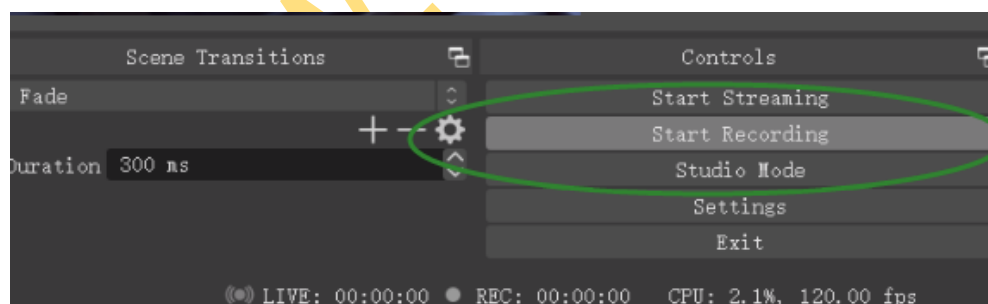 Scene Transitions
Controls
Fade
Start Streaming
Start Recording
Duration 300 ms
Studio Mode
Settings
Exit
LIVE: 00:00:00 REC: 00:00:00 CPU: 2.1%, 120.00 fps